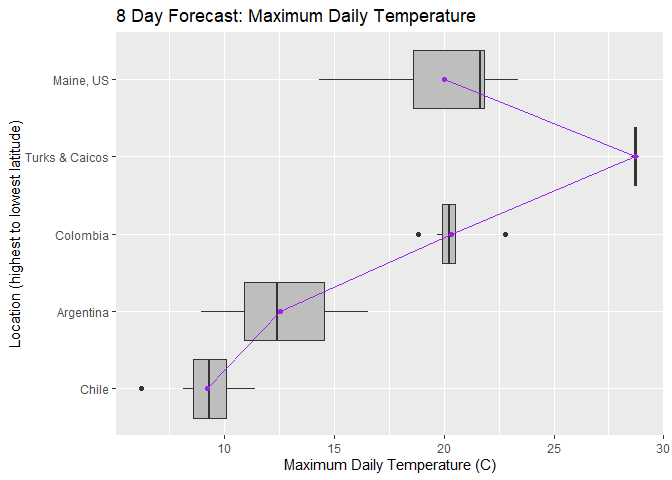 8 Day Forecast: Maximum Daily Temperature
Location (highest to lowest latitude)
Maine, US
Turks & Caicos
Colombia
Argentina
Chile
10 15 20 25 30
Maximum Daily Temperature (C)